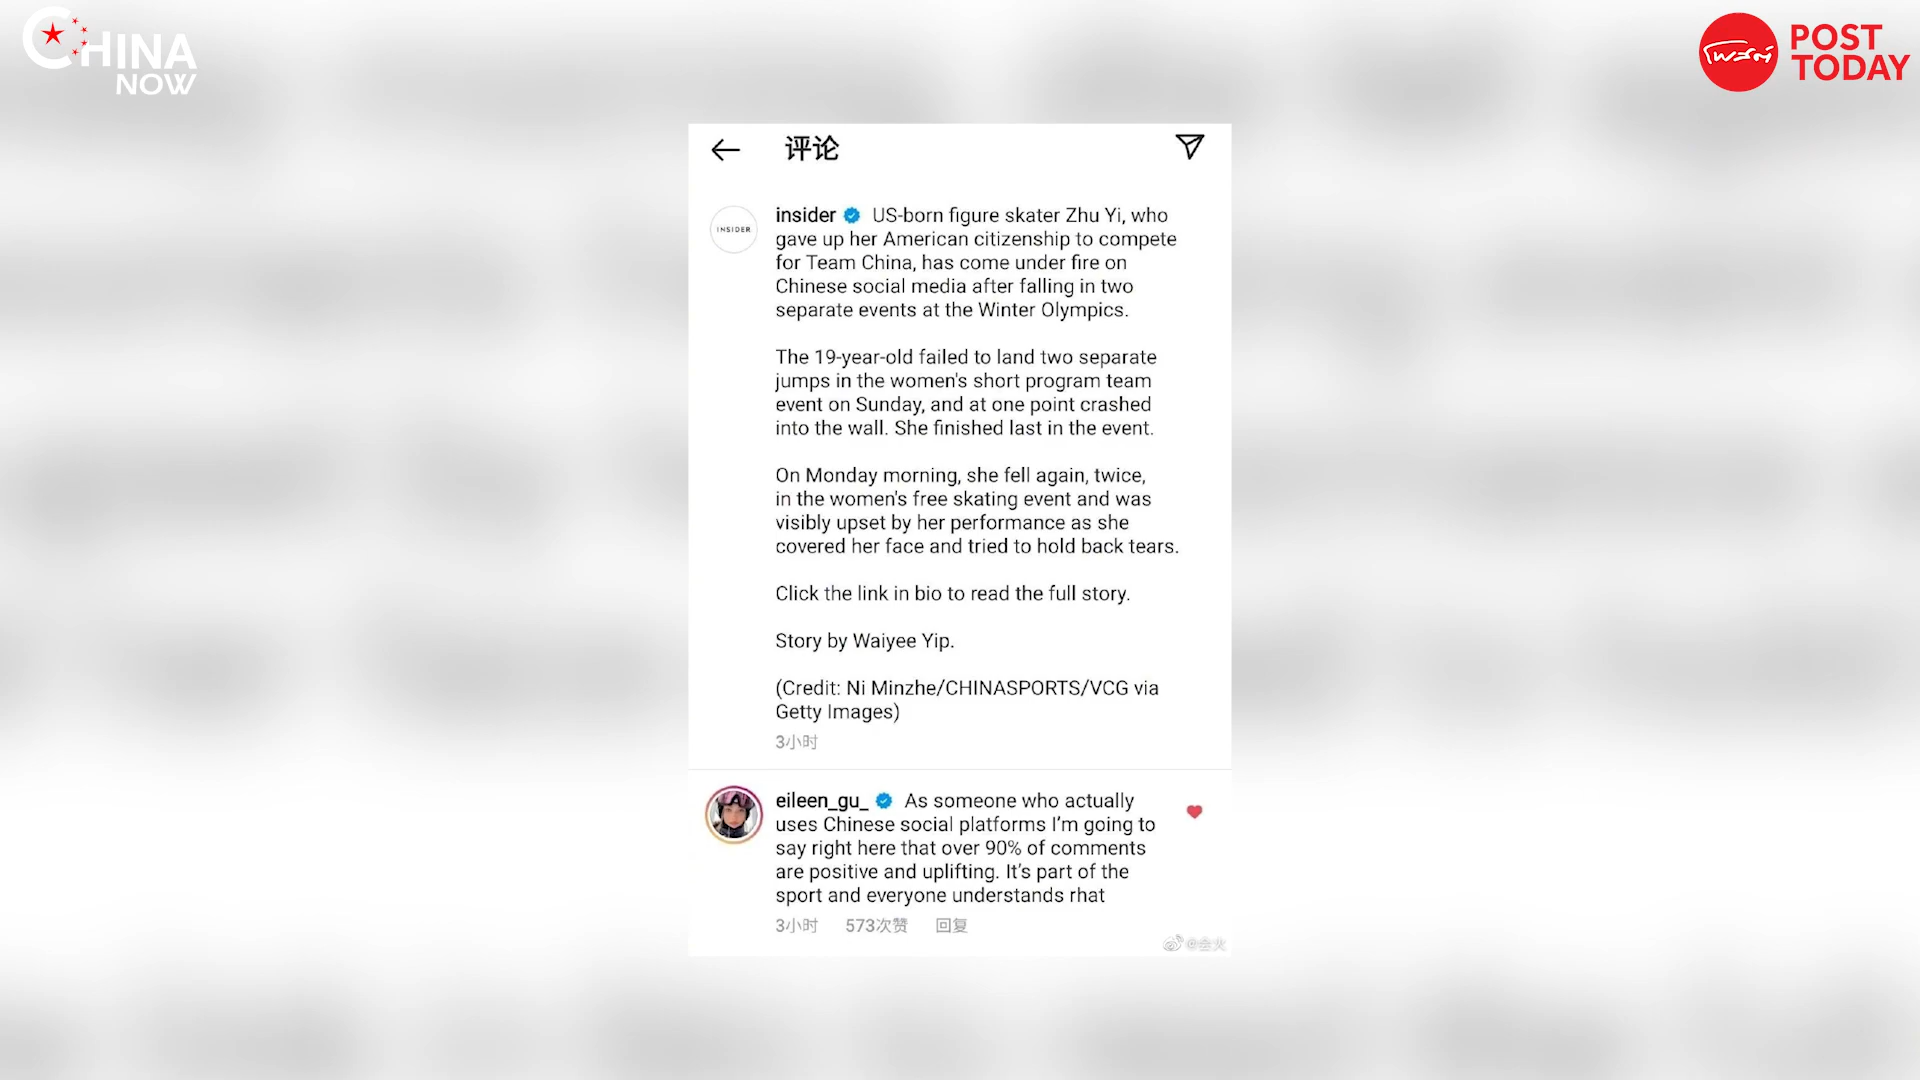 CHINA
NOW
โพสต์
POST
TODAY
评论
INSIDER
insider US-born figure skater Zhu Yi, who
gave up her American citizenship to compete
for Team China, has come under fire on
Chinese social media after falling in two
separate events at the Winter Olympics.
The 19-year-old failed to land two separate
jumps in the women's short program team
event on Sunday, and at one point crashed
into the wall. She finished last in the event.
On Monday morning, she fell again, twice,
in the women's free skating event and was
visibly upset by her performance as she
covered her face and tried to hold back tears.
Click the link in bio to read the full story.
Story by Waiyee Yip.
(Credit: Ni Minzhe/CHINASPORTS/VCG via
Getty Images)
3小时
eileen_gu_ As someone who actually
uses Chinese social platforms I’m going to
say right here that over 90% of comments
are positive and uplifting. It’s part of the
sport and everyone understands rhat
3小时 573次赞 回复